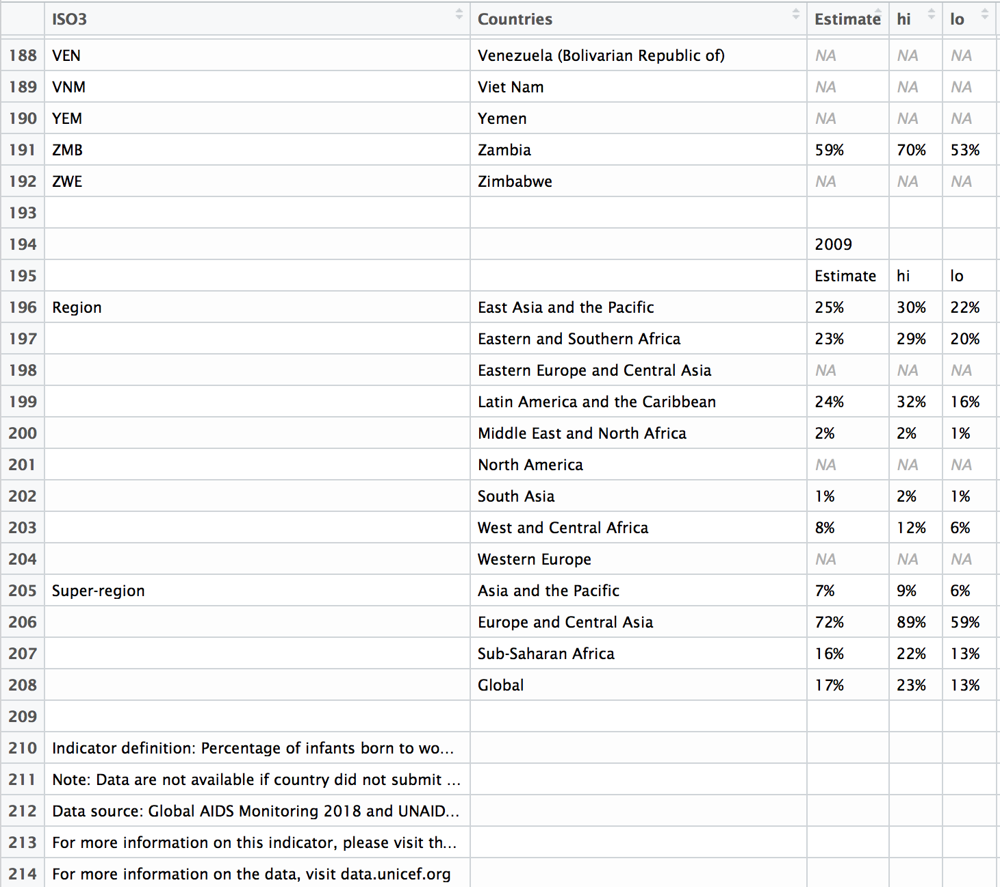 ISO3 Countries Estimate hi lo
188 VEN Venezuela (Bolivarian Republic of) NA NA NA
189 VNM Viet Nam NA NA NA
190 YEM Yemen NA NA NA
191 ZMB Zambia 59% 70% 53%
192 ZWE Zimbabwe NA NA NA
193
194 2009
195 Estimate hi lo
196 Region East Asia and the Pacific 25% 30% 22%
197 Eastern and Southern Africa 23% 29% 20%
198 Eastern Europe and Central Asia NA NA NA
199 Latin America and the Caribbean 24% 32% 16%
200 Middle East and North Africa 2% 2% 1%
201 North America NA NA NA
202 South Asia 1% 2% 1%
203 West and Central Africa 8% 12% 6%
204 Western Europe NA NA NA
205 Super-region Asia and the Pacific 7% 9% 6%
206 Europe and Central Asia 72% 89% 59%
207 Sub-Saharan Africa 16% 22% 13%
208 Global 17% 23% 13%
209
210 Indicator definition: Percentage of infants born to wo...
211 Note: Data are not available if country did not submit ...
212 Data source: Global AIDS Monitoring 2018 and UNAID...
213 For more information on this indicator, please visit th...
214 For more information on the data, visit data.unicef.org